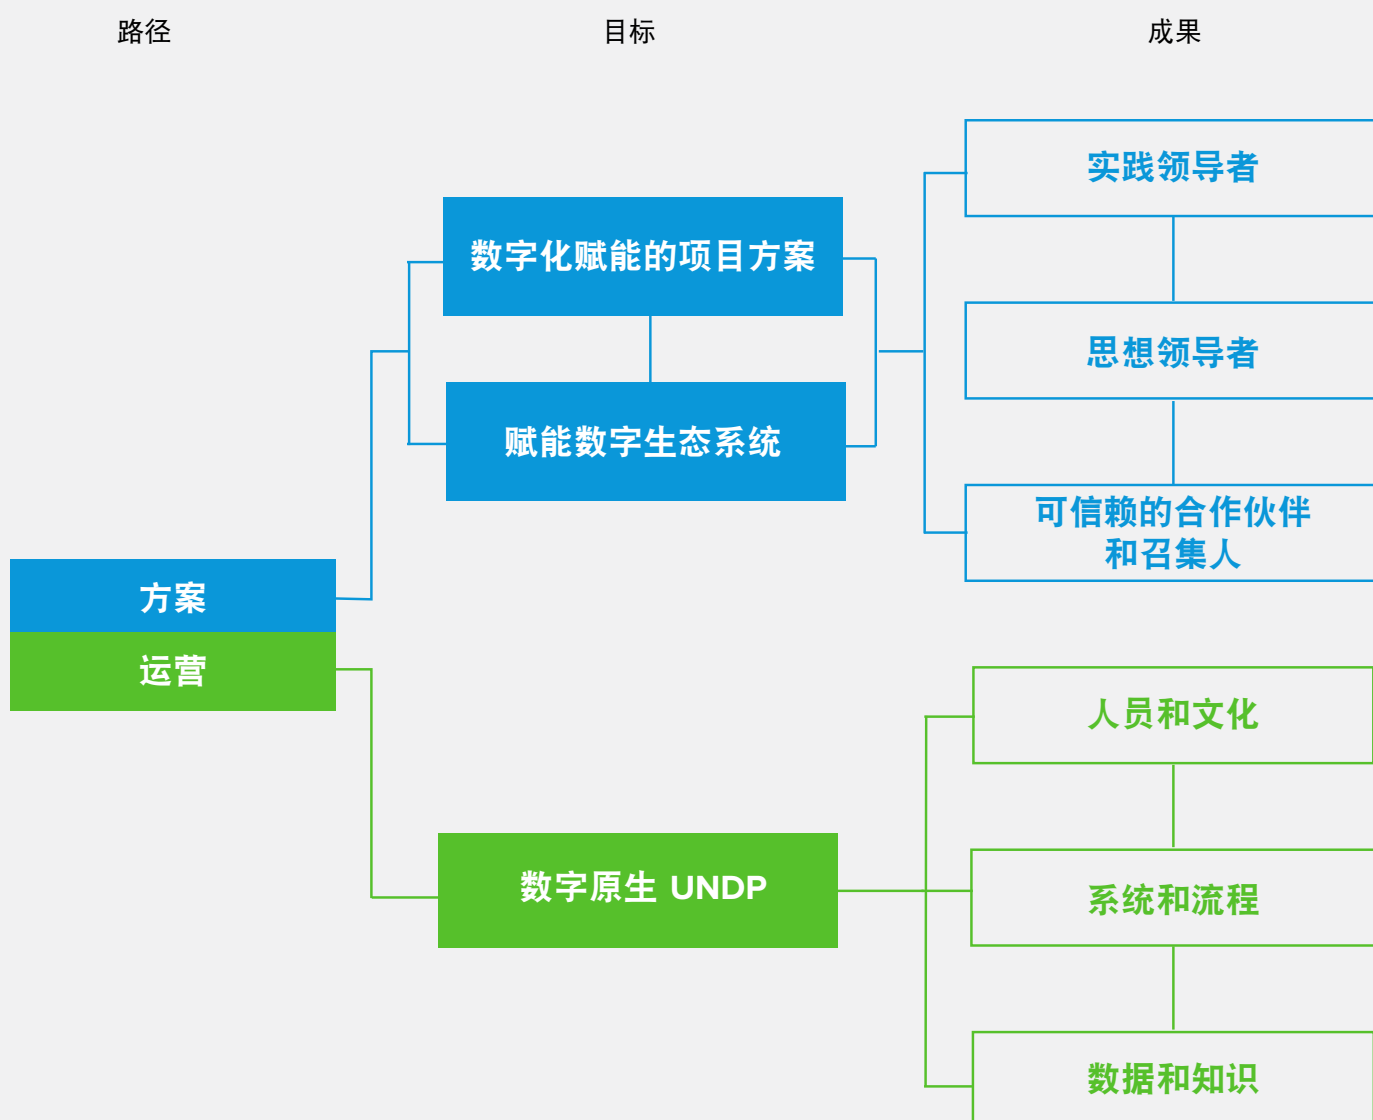 路径
目标
成果
实践领导者
数字化赋能的项目方案
思想领导者
赋能数字生态系统
可信赖的合作伙伴
和召集人
方案
运营
人员和文化
数字原生 UNDP
系统和流程
数据和知识